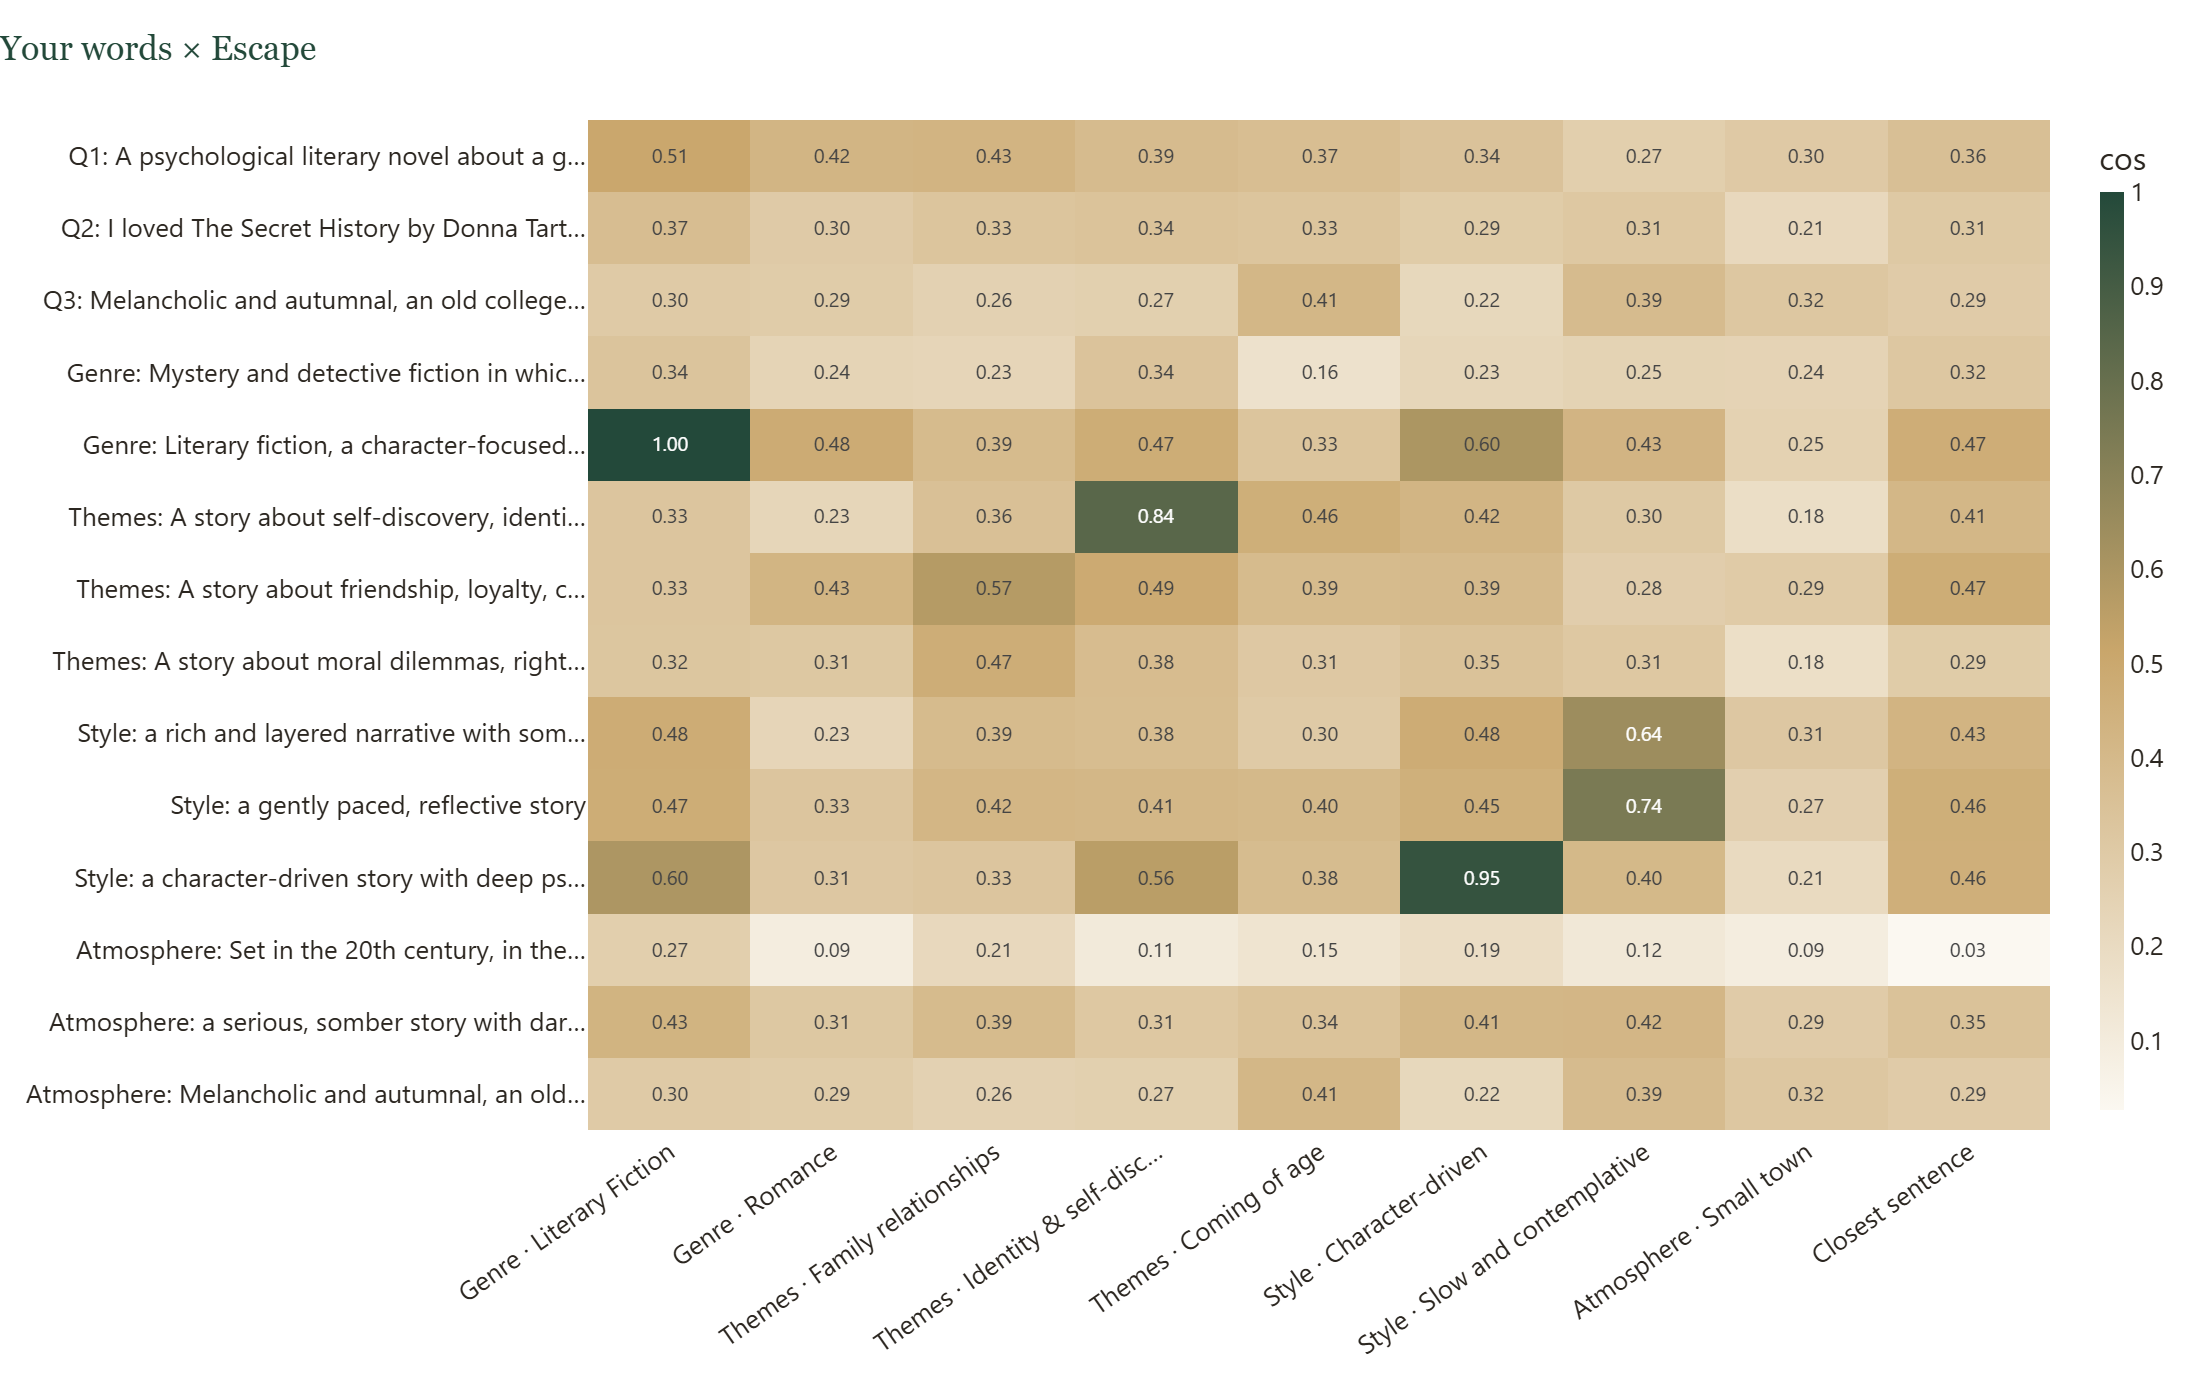 Your words × Escape
Q1: A psychological literary novel about a g... 0.51 0.42 0.43 0.39 0.37 0.34 0.27 0.30 0.36
Q2: I loved The Secret History by Donna Tart... 0.37 0.30 0.33 0.34 0.33 0.29 0.31 0.21 0.31
Q3: Melancholic and autumnal, an old college... 0.30 0.29 0.26 0.27 0.41 0.22 0.39 0.32 0.29
Genre: Mystery and detective fiction in whic... 0.34 0.24 0.23 0.34 0.16 0.23 0.25 0.24 0.32
Genre: Literary fiction, a character-focused... 1.00 0.48 0.39 0.47 0.33 0.60 0.43 0.25 0.47
Themes: A story about self-discovery, identi... 0.33 0.23 0.36 0.84 0.46 0.42 0.30 0.18 0.41
Themes: A story about friendship, loyalty, c... 0.33 0.43 0.57 0.49 0.39 0.39 0.28 0.29 0.47
Themes: A story about moral dilemmas, right... 0.32 0.31 0.47 0.38 0.31 0.35 0.31 0.18 0.29
Style: a rich and layered narrative with som... 0.48 0.23 0.39 0.38 0.30 0.48 0.64 0.31 0.43
Style: a gently paced, reflective story 0.47 0.33 0.42 0.41 0.40 0.45 0.74 0.27 0.46
Style: a character-driven story with deep ps... 0.60 0.31 0.33 0.56 0.38 0.95 0.40 0.21 0.46
Atmosphere: Set in the 20th century, in the... 0.27 0.09 0.21 0.11 0.15 0.19 0.12 0.09 0.03
Atmosphere: a serious, somber story with dar... 0.43 0.31 0.39 0.31 0.34 0.41 0.42 0.29 0.35
Atmosphere: Melancholic and autumnal, an old... 0.30 0.29 0.26 0.27 0.41 0.22 0.39 0.32 0.29
Genre · Literary Fiction
Genre · Romance
Themes · Family relationships
Themes · Identity & self-disc...
Themes · Coming of age
Style · Character-driven
Style · Slow and contemplative
Atmosphere · Small town
Closest sentence
cos
1
0.9
0.8
0.7
0.6
0.5
0.4
0.3
0.2
0.1